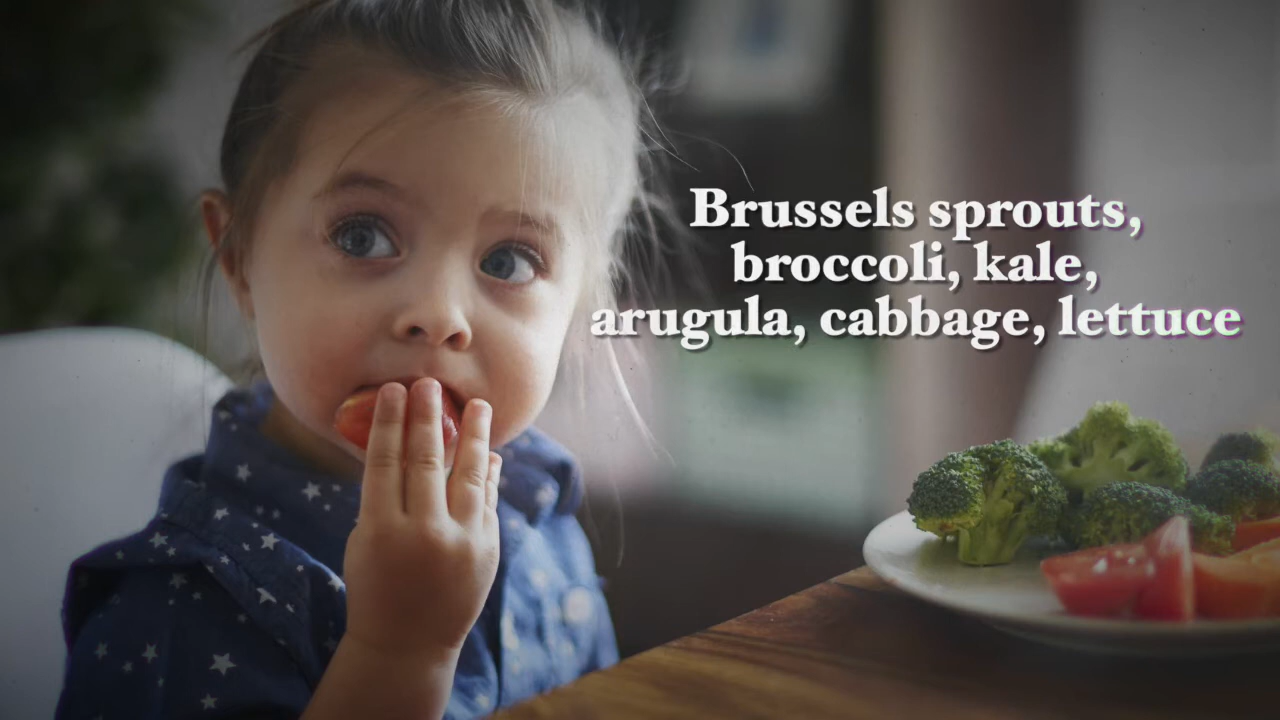 Brussels sprouts,
broccoli, kale,
arugula, cabbage, lettuce